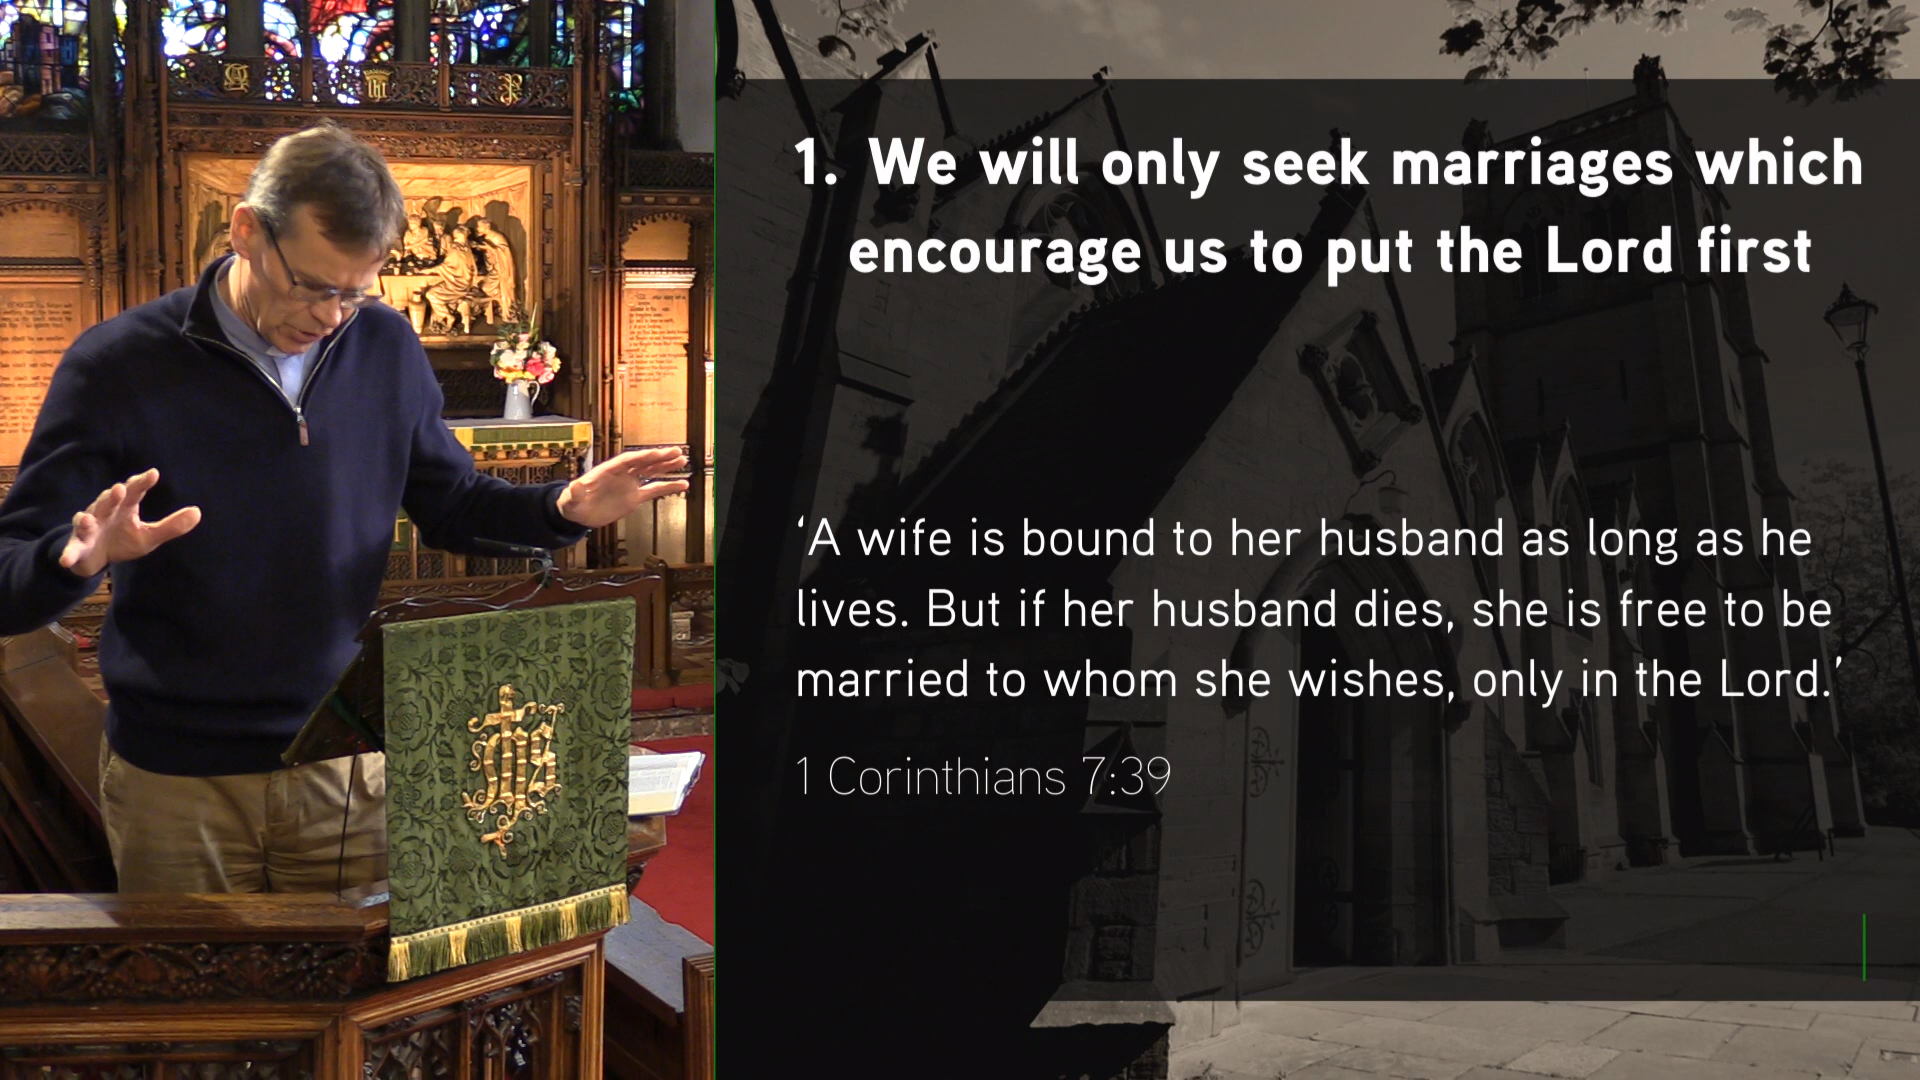 1. We will only seek marriages which
encourage us to put the Lord first
‘A wife is bound to her husband as long as he
lives. But if her husband dies, she is free to be
married to whom she wishes, only in the Lord.’
1 Corinthians 7:39